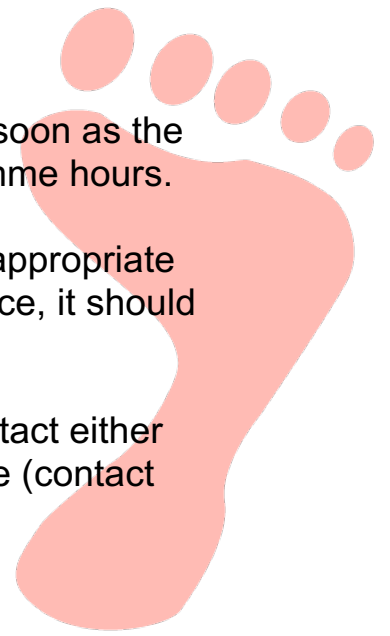 soon as the
mme hours.
appropriate
ce, it should
tact either
e (contact